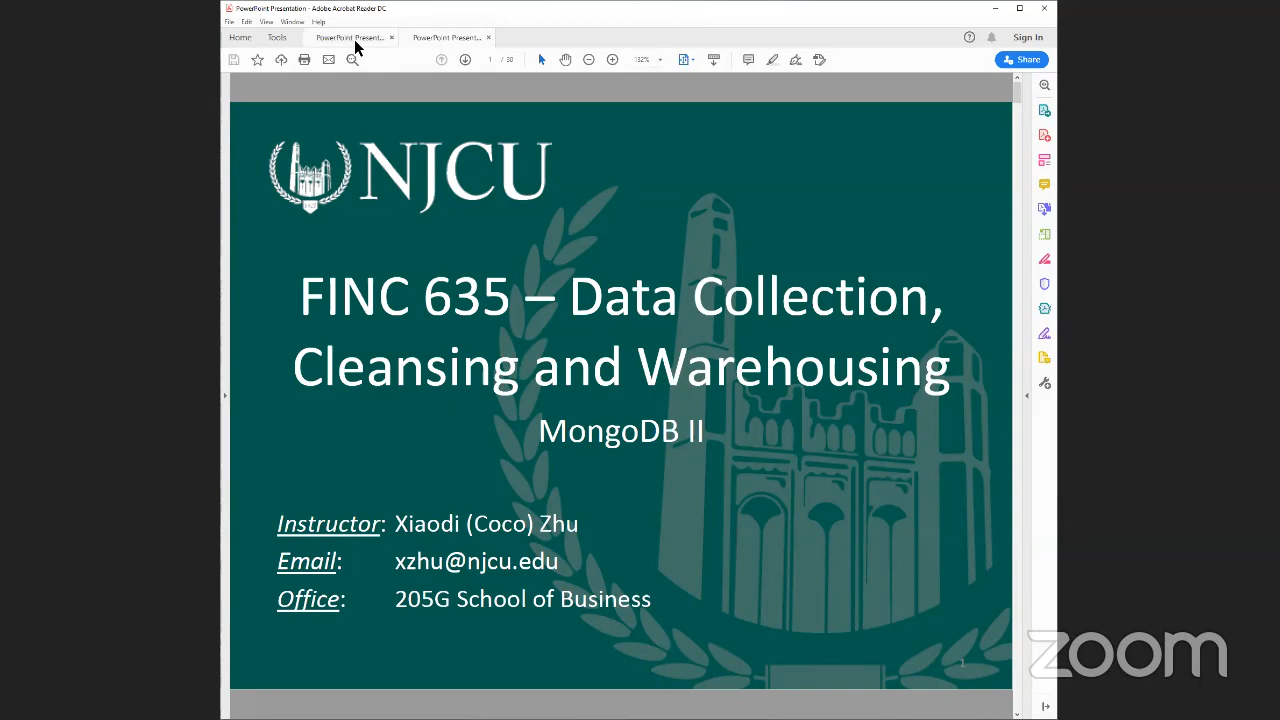 PowerPoint Presentation - Adobe Acrobat Reader DC
File Edit View Window Help
Home Tools PowerPoint Present... × PowerPoint Present... × Sign In
1 / 30 132% Share
NJCU
FINC 635 – Data Collection,
Cleansing and Warehousing
MongoDB II
Instructor: Xiaodi (Coco) Zhu
Email: xzhu@njcu.edu
Office: 205G School of Business
1
zoom